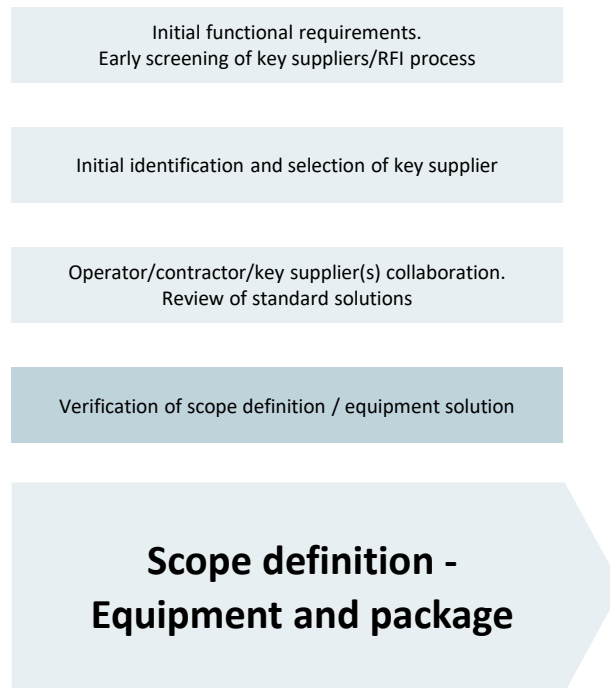 Initial functional requirements.
Early screening of key suppliers/RFI process
Initial identification and selection of key supplier
Operator/contractor/key supplier(s) collaboration.
Review of standard solutions
Verification of scope definition / equipment solution
Scope definition -
Equipment and package